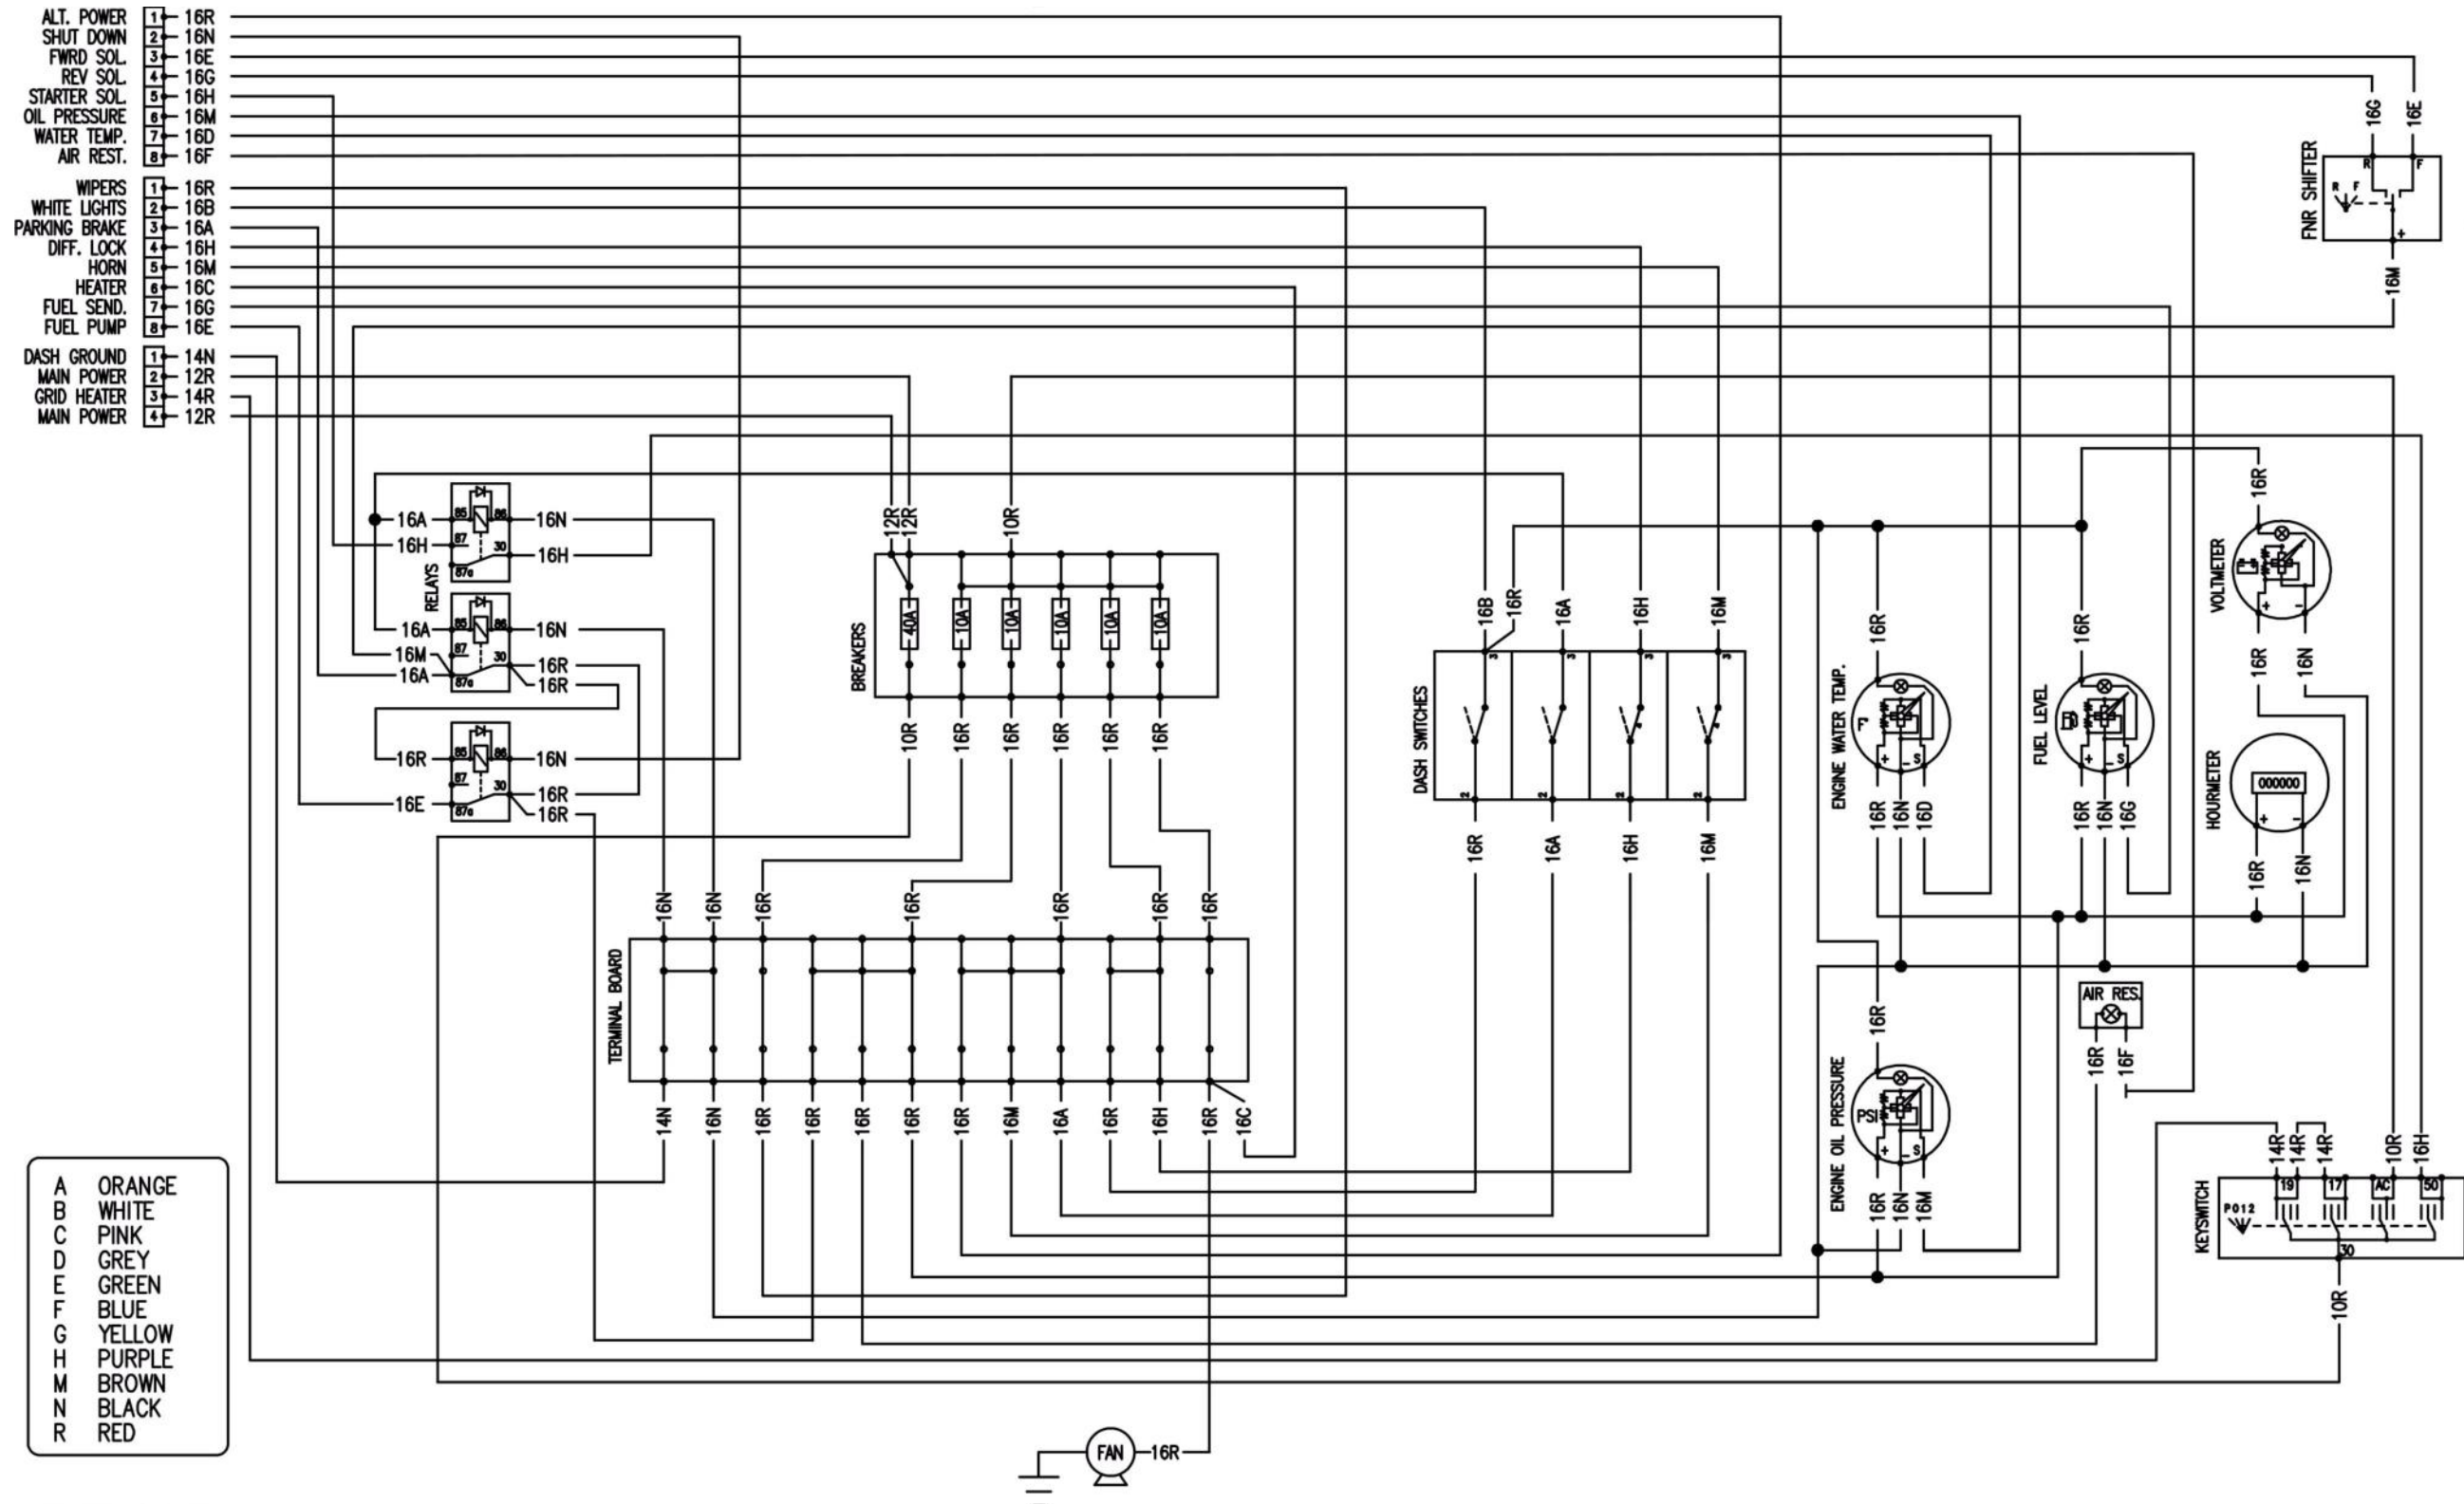 ALT. POWER 1 16R
SHUT DOWN 2 16N
FWRD SOL. 3 16E
REV SOL. 4 16G
STARTER SOL. 5 16H
OIL PRESSURE 6 16M
WATER TEMP. 7 16D
AIR REST. 8 16F
WIPERS 1 16R
WHITE LIGHTS 2 16B
PARKING BRAKE 3 16A
DIFF. LOCK 4 16H
HORN 5 16M
HEATER 6 16C
FUEL SEND. 7 16G
FUEL PUMP 8 16E
DASH GROUND 1 14N
MAIN POWER 2 12R
GRID HEATER 3 14R
MAIN POWER 4 12R
16G 16E
FNR SHIFTER
R F
R F
+
16M
RELAYS
16A 85 86 16N
16H 87 30 16H
87a
16A 85 86 16N
16M 87 30 16R
16A 87a 16R
16R 85 86 16N
87 30 16R
16E 87a 16R
12R 12R 10R
BREAKERS
40A 10A 10A 10A 10A 10A
10R 16R 16R 16R 16R 16R
16N 16N 16R 16R 16R 16R 16R
TERMINAL BOARD
14N 16N 16R 16R 16R 16R 16R 16M 16A 16R 16H 16R 16C
16B 16R 16A 16H 16M
DASH SWITCHES
3 3 3 3
2 2 2 2
16R 16A 16H 16M
16R
ENGINE WATER TEMP.
F°
+ - S
16R 16N 16D
16R
FUEL LEVEL
+ - S
16R 16N 16G
16R
VOLTMETER
+ -
16R 16N
HOURMETER
000000
+ -
16R 16N
AIR RES.
16R 16F
16R
ENGINE OIL PRESSURE
PSI
+ - S
16R 16N 16M
14R 14R 14R 10R 16H
KEYSWITCH
19 17 AC 50
P012
30
10R
FAN 16R
A ORANGE
B WHITE
C PINK
D GREY
E GREEN
F BLUE
G YELLOW
H PURPLE
M BROWN
N BLACK
R RED